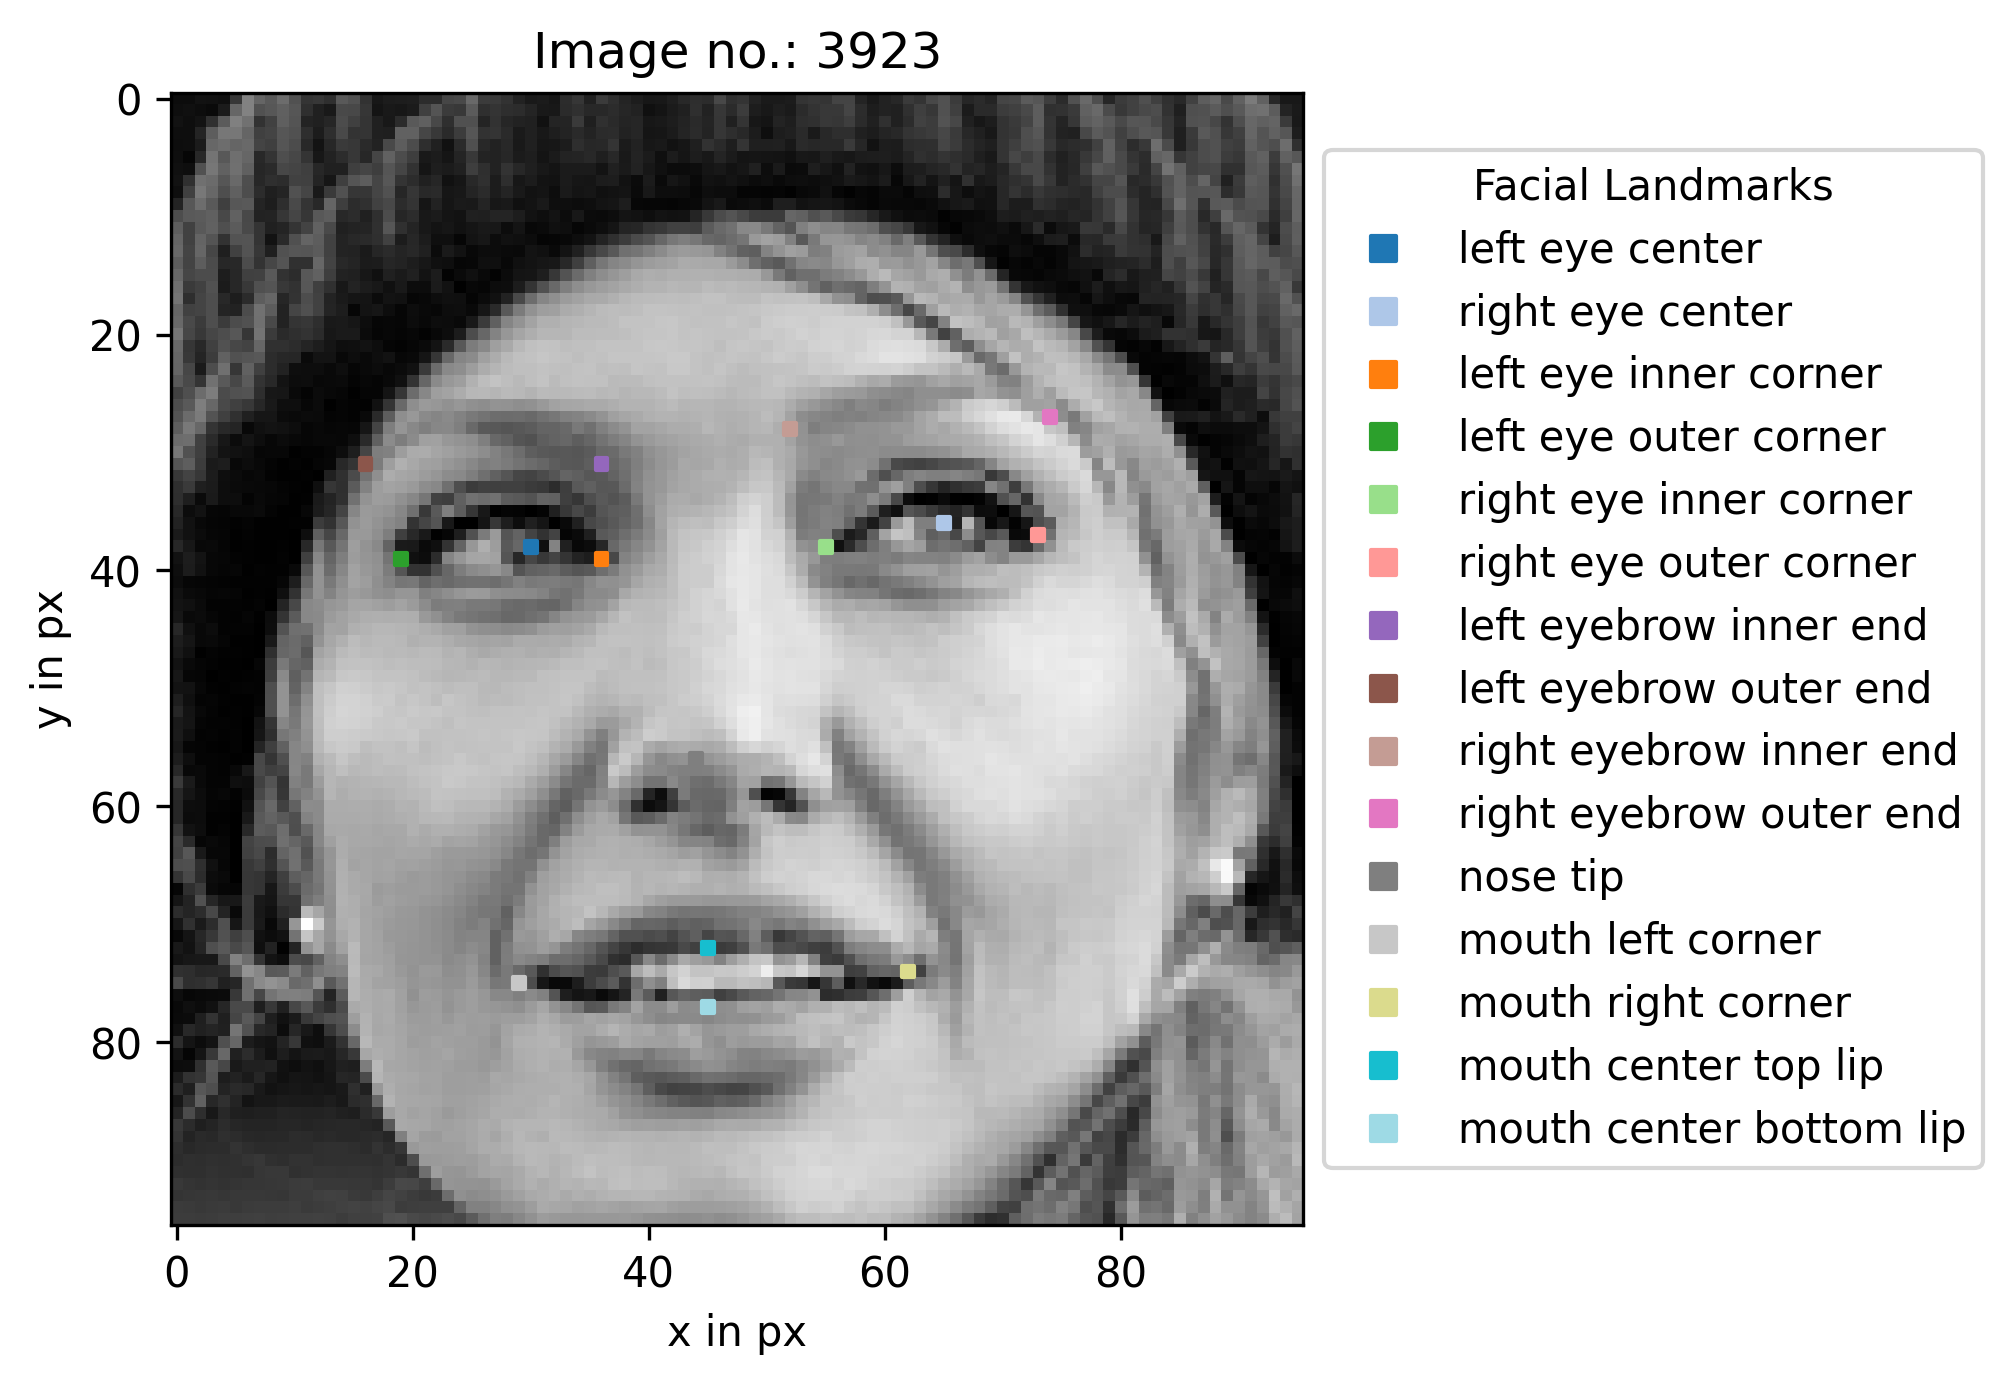 Image no.: 3923
0
20
40
60
80
y in px
0 20 40 60 80
x in px
Facial Landmarks
left eye center
right eye center
left eye inner corner
left eye outer corner
right eye inner corner
right eye outer corner
left eyebrow inner end
left eyebrow outer end
right eyebrow inner end
right eyebrow outer end
nose tip
mouth left corner
mouth right corner
mouth center top lip
mouth center bottom lip